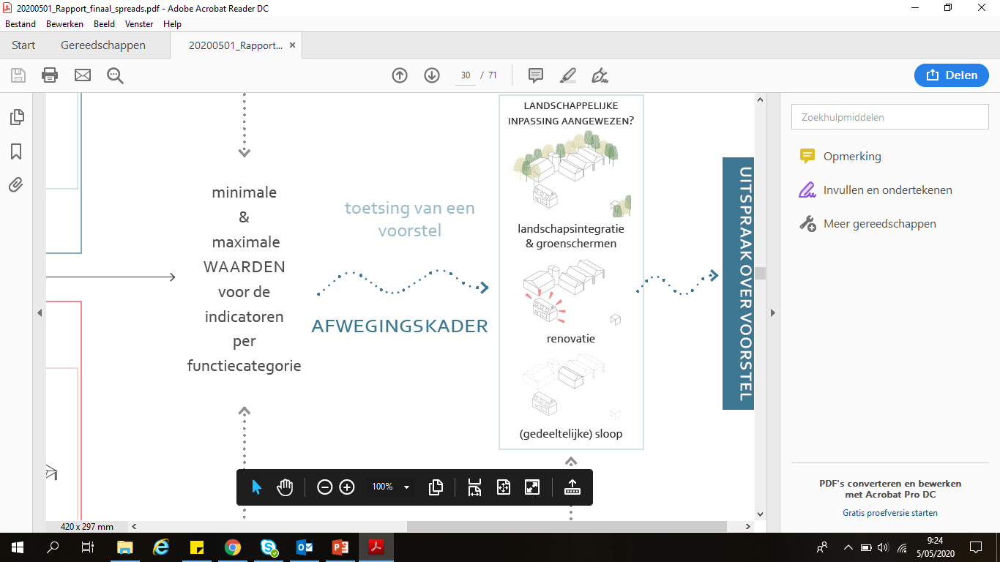 20200501_Rapport_finaal_spreads.pdf - Adobe Acrobat Reader DC
Bestand Bewerken Beeld Venster Help
Start Gereedschappen 20200501_Rapport... ×
30 / 71
Delen
LANDSCHAPPELIJKE
INPASSING AANGEWEZEN?
landschapsintegratie
& groenschermen
renovatie
(gedeeltelijke) sloop
minimale
&
maximale
WAARDEN
voor de
indicatoren
per
functiecategorie
toetsing van een
voorstel
AFWEGINGSKADER
UITSPRAAK OVER VOORSTEL
Zoekhulpmiddelen
Opmerking
Invullen en ondertekenen
Meer gereedschappen
PDF's converteren en bewerken
met Acrobat Pro DC
Gratis proefversie starten
100%
420 x 297 mm
9:24
5/05/2020